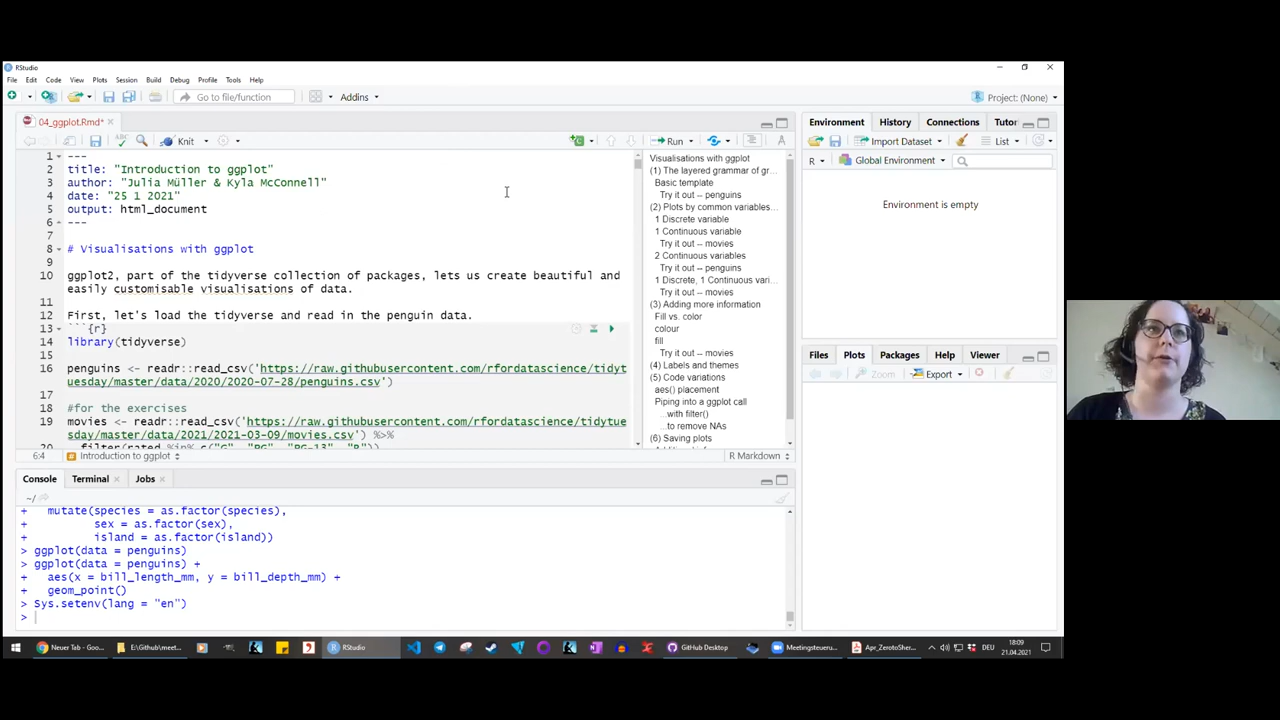 RStudio
File Edit Code View Plots Session Build Debug Profile Tools Help
Go to file/function
Addins
Project: (None)
04_ggplot.Rmd*
Knit
Run
1 ---
2 title: "Introduction to ggplot"
3 author: "Julia Müller & Kyla McConnell"
4 date: "25 1 2021"
5 output: html_document
6 ---
7
8 # Visualisations with ggplot
9
10 ggplot2, part of the tidyverse collection of packages, lets us create beautiful and
easily customisable visualisations of data.
11
12 First, let's load the tidyverse and read in the penguin data.
13 ```{r}
14 library(tidyverse)
15
16 penguins <- readr::read_csv('https://raw.githubusercontent.com/rfordatascience/tidyt
uesday/master/data/2020/2020-07-28/penguins.csv')
17
18 #for the exercises
19 movies <- readr::read_csv('https://raw.githubusercontent.com/rfordatascience/tidytue
sday/master/data/2021/2021-03-09/movies.csv') %>%
20 filter(rated %in% c("G", "PG", "PG-13", "R"))
6:4
Introduction to ggplot
R Markdown
Visualisations with ggplot
(1) The layered grammar of gr...
Basic template
Try it out -- penguins
(2) Plots by common variables...
1 Discrete variable
1 Continuous variable
Try it out -- movies
2 Continuous variables
Try it out -- penguins
1 Discrete, 1 Continuous vari...
Try it out -- movies
(3) Adding more information
Fill vs. color
colour
fill
Try it out -- movies
(4) Labels and themes
(5) Code variations
aes() placement
Piping into a ggplot call
...with filter()
...to remove NAs
(6) Saving plots
Environment History Connections Tutor
Import Dataset
List
R
Global Environment
Environment is empty
Files Plots Packages Help Viewer
Zoom
Export
Console Terminal Jobs
~/
+ mutate(species = as.factor(species),
+ sex = as.factor(sex),
+ island = as.factor(island))
> ggplot(data = penguins)
> ggplot(data = penguins) +
+ aes(x = bill_length_mm, y = bill_depth_mm) +
+ geom_point()
> Sys.setenv(lang = "en")
>
Neuer Tab - Goo...
E:\Github\meet...
RStudio
GitHub Desktop
Meetingsteueru...
Apr_ZerotoSher...
DEU
18:09
21.04.2021